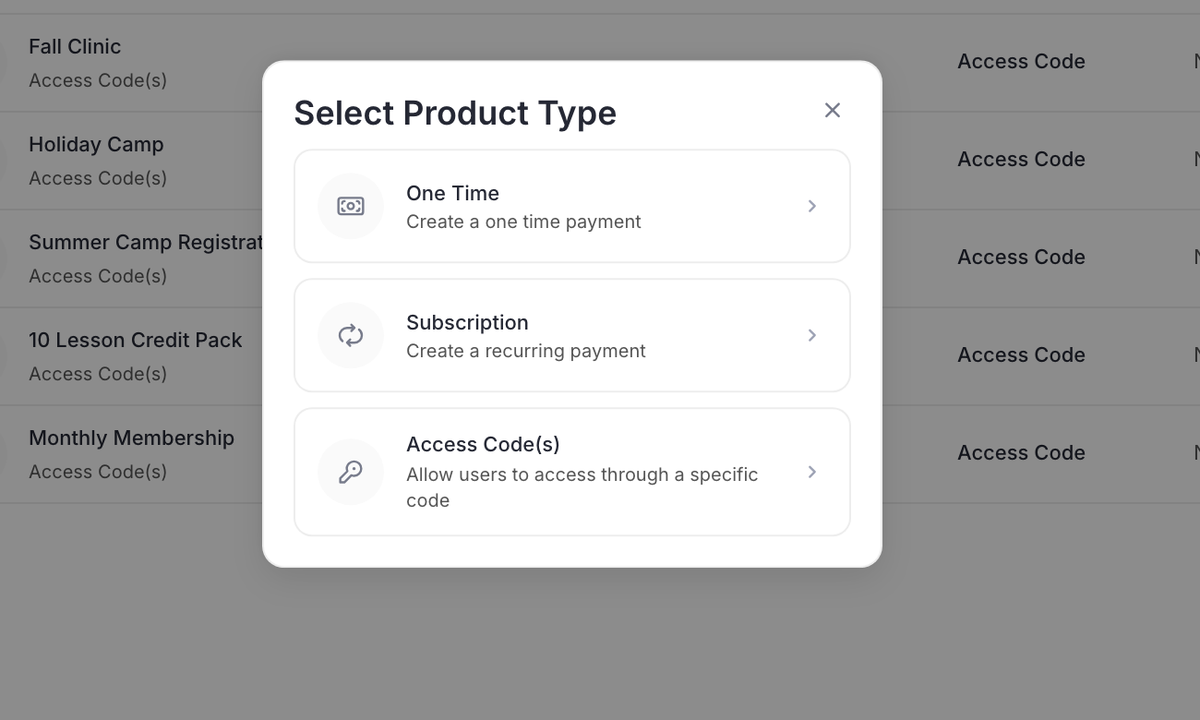 Fall Clinic
Access Code(s)
Access Code
Holiday Camp
Access Code(s)
Access Code
Summer Camp
Access Code(s)
Access Code
10 Lesson Credit Pack
Access Code(s)
Access Code
Monthly Membership
Access Code(s)
Access Code
Select Product Type
One Time
Create a one time payment
Subscription
Create a recurring payment
Access Code(s)
Allow users to access through a specific
code